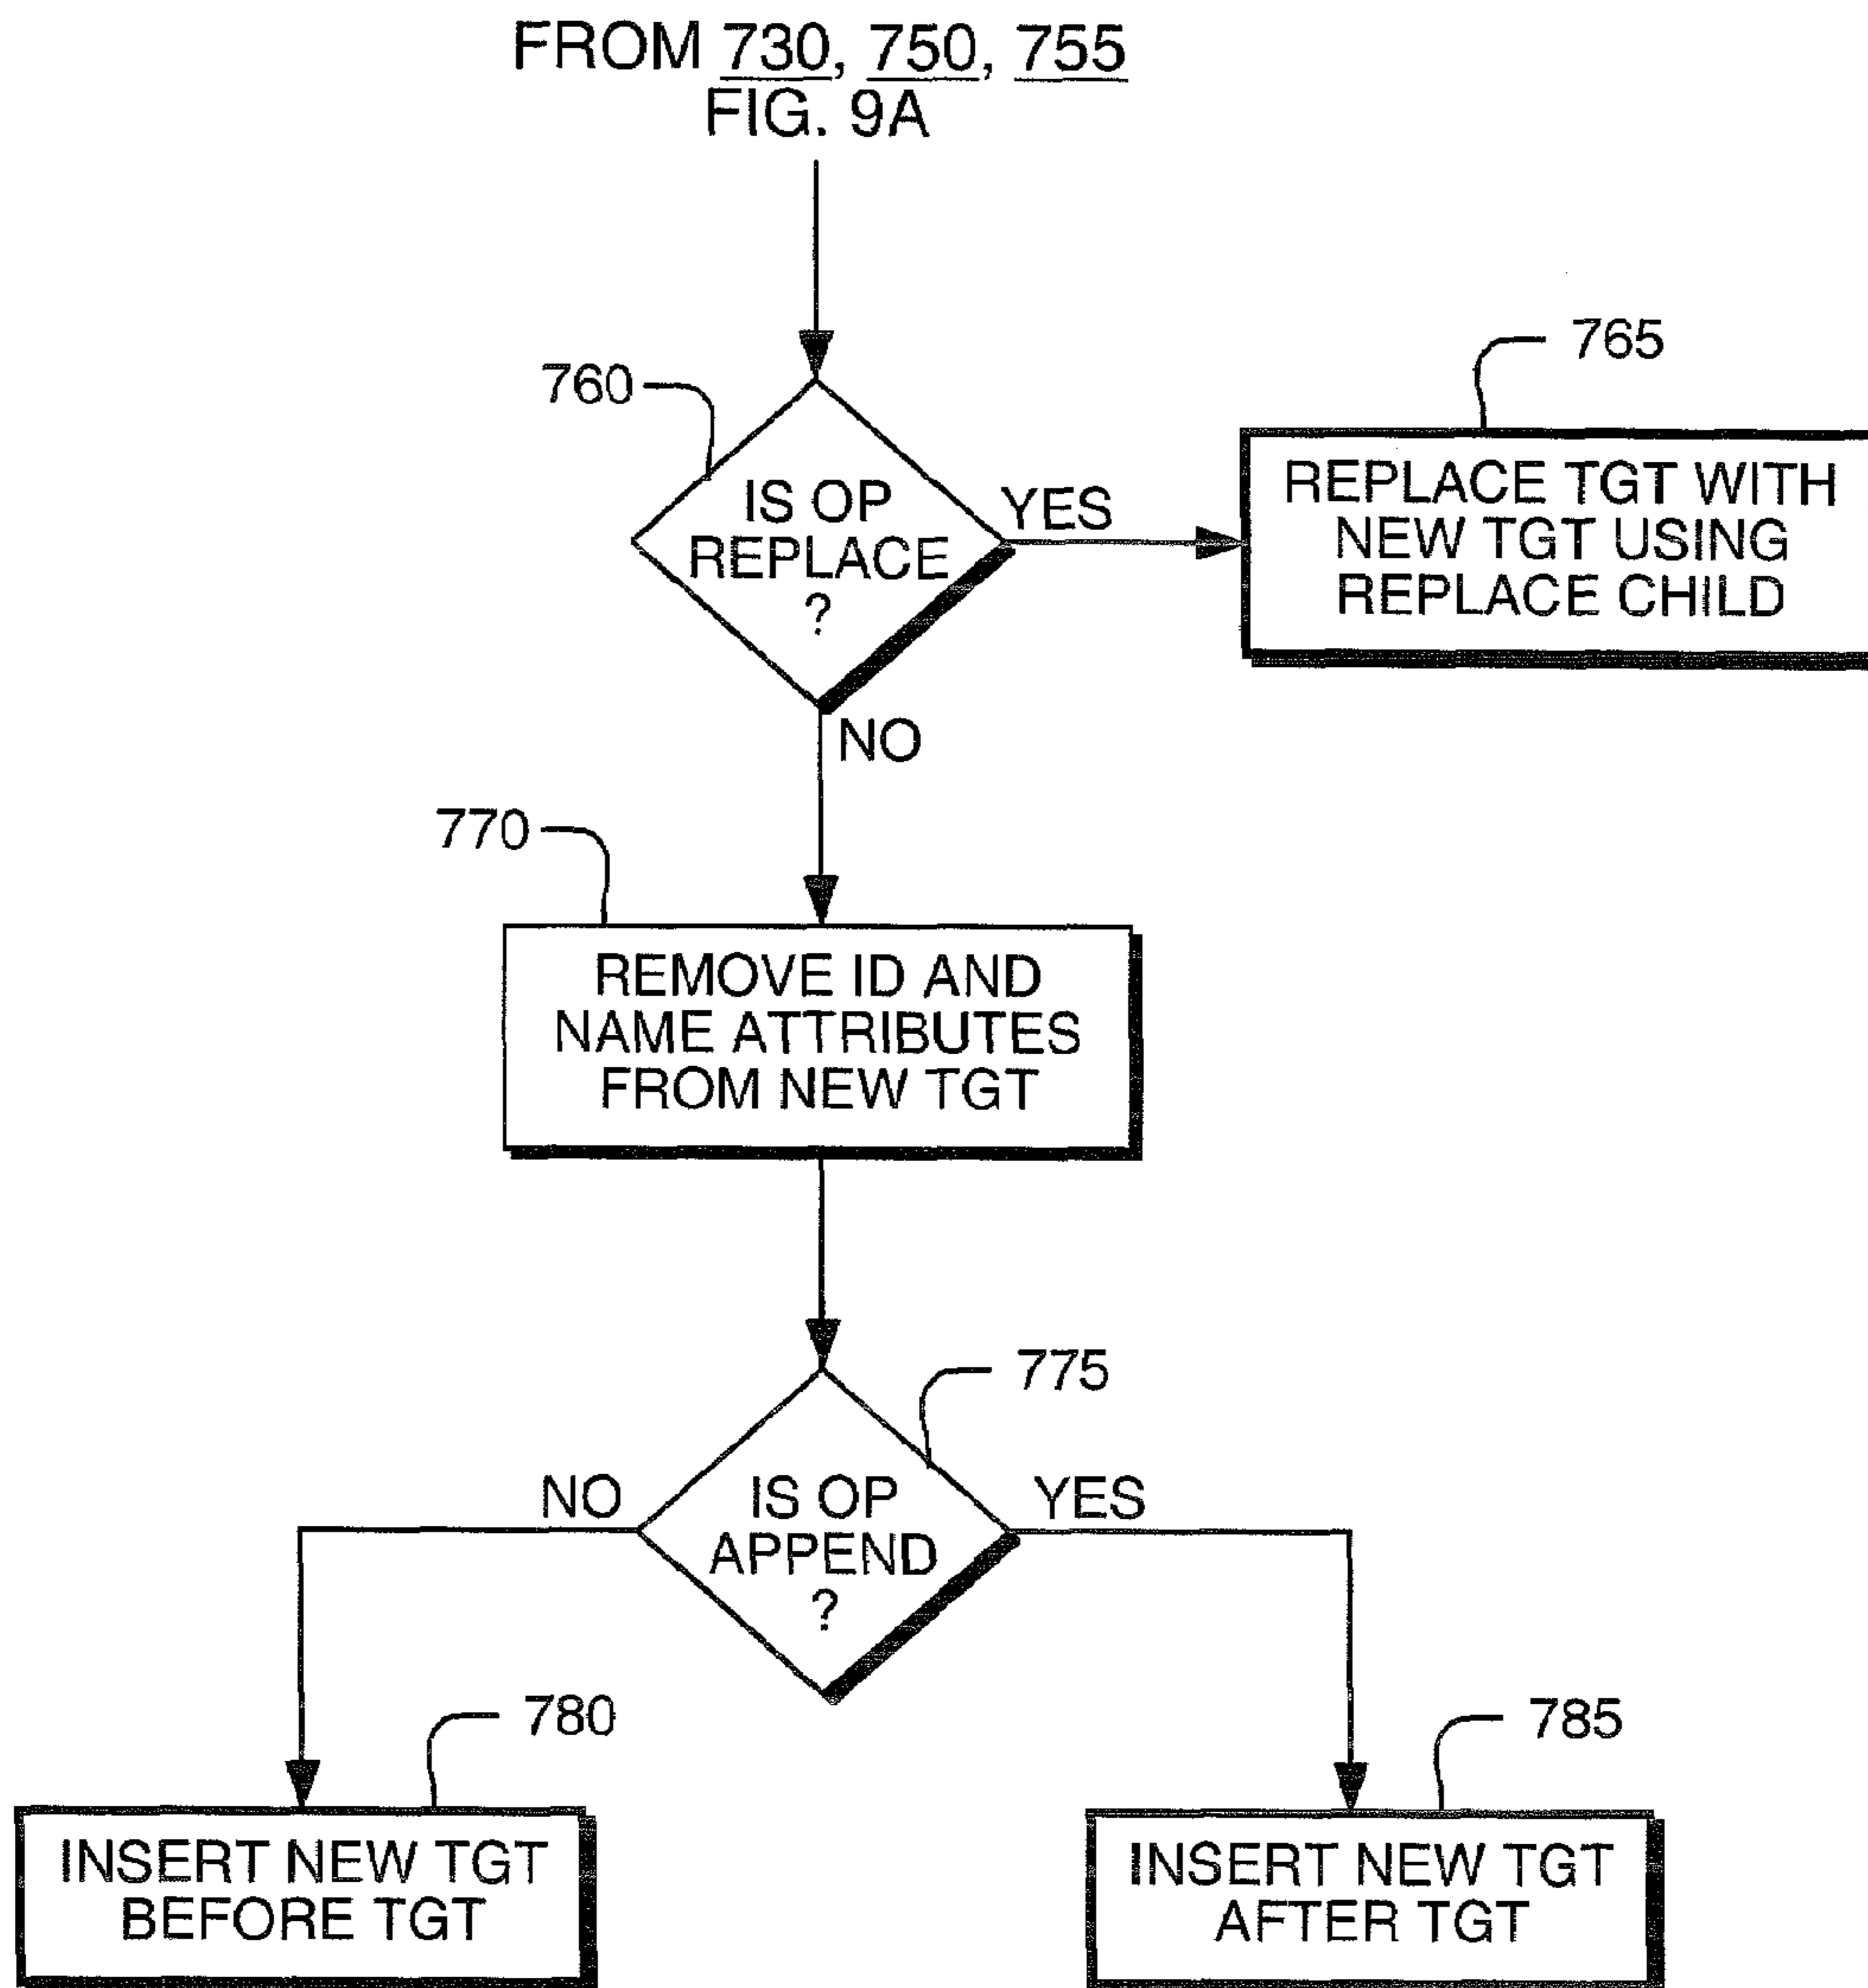 FROM 730, 750, 755
FIG. 9A
760
IS OP
REPLACE
?
YES
765
REPLACE TGT WITH
NEW TGT USING
REPLACE CHILD
NO
770
REMOVE ID AND
NAME ATTRIBUTES
FROM NEW TGT
775
IS OP
APPEND
?
NO
YES
780
INSERT NEW TGT
BEFORE TGT
785
INSERT NEW TGT
AFTER TGT